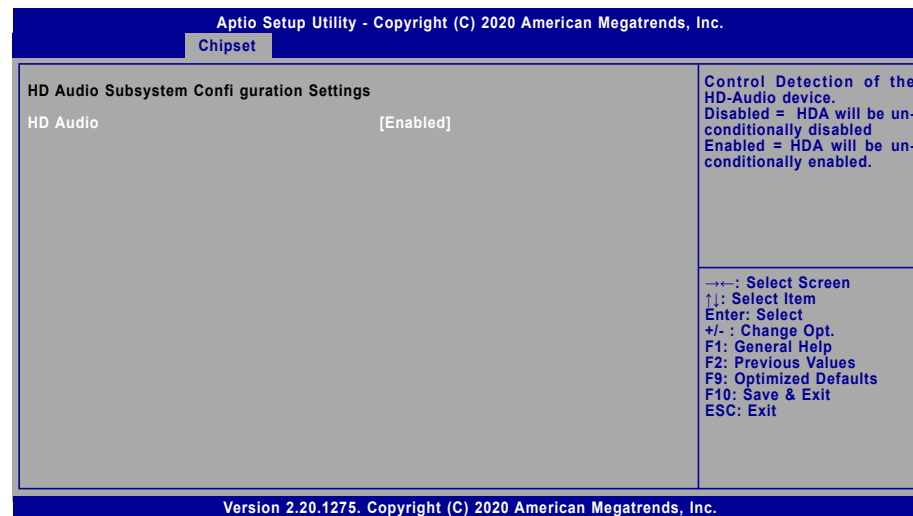 Aptio Setup Utility - Copyright (C) 2020 American Megatrends, Inc.
Chipset
HD Audio Subsystem Confi guration Settings
HD Audio [Enabled]
Control Detection of the
HD-Audio device.
Disabled = HDA will be un-
conditionally disabled
Enabled = HDA will be un-
conditionally enabled.
→←: Select Screen
↑↓: Select Item
Enter: Select
+/- : Change Opt.
F1: General Help
F2: Previous Values
F9: Optimized Defaults
F10: Save & Exit
ESC: Exit
Version 2.20.1275. Copyright (C) 2020 American Megatrends, Inc.